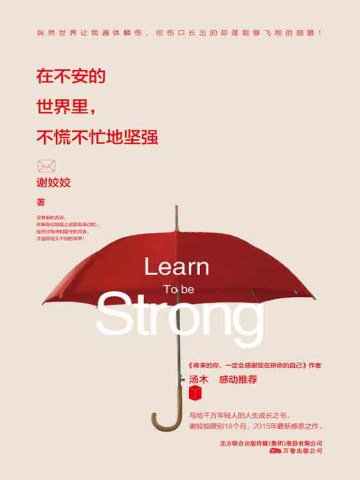 纵然世界让我遍体鳞伤，但伤口长出的却是能够飞翔的翅膀！
在不安的
世界里，
不慌不忙地坚强
谢姣姣
著
Learn
To be
Strong
《将来的你，一定会感谢现在拼命的自己》作者
汤木 感动推荐
写给千万年轻人的人生成长之书。
谢姣姣暌别18个月，2015年最新感恩之作。
北方联合出版传媒（集团）股份有限公司
万卷出版公司